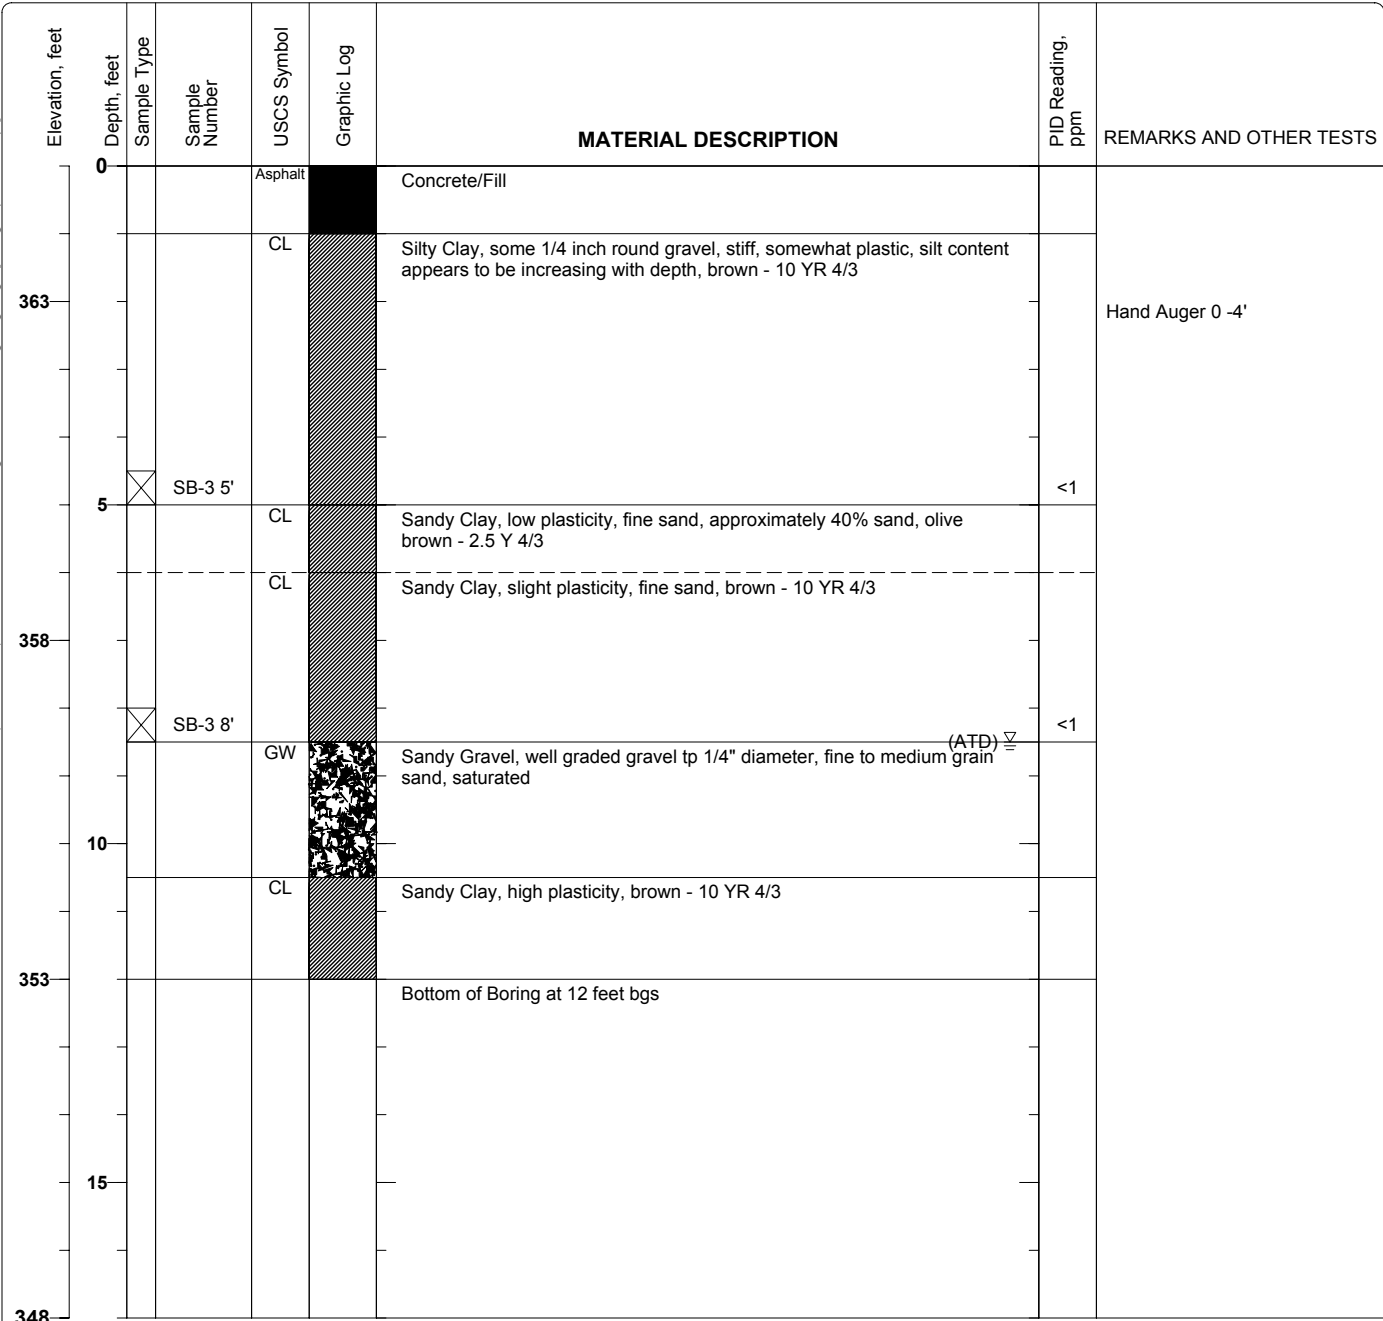 Elevation, feet
Depth, feet
Sample Type
Sample
Number
USCS Symbol
Graphic Log
MATERIAL DESCRIPTION
PID Reading,
ppm
REMARKS AND OTHER TESTS
0
Asphalt
Concrete/Fill
CL
Silty Clay, some 1/4 inch round gravel, stiff, somewhat plastic, silt content
appears to be increasing with depth, brown - 10 YR 4/3
363
Hand Auger 0 -4'
SB-3 5'
<1
5
CL
Sandy Clay, low plasticity, fine sand, approximately 40% sand, olive
brown - 2.5 Y 4/3
CL
Sandy Clay, slight plasticity, fine sand, brown - 10 YR 4/3
358
SB-3 8'
<1
(ATD)
GW
Sandy Gravel, well graded gravel tp 1/4" diameter, fine to medium grain
sand, saturated
10
CL
Sandy Clay, high plasticity, brown - 10 YR 4/3
353
Bottom of Boring at 12 feet bgs
15
348